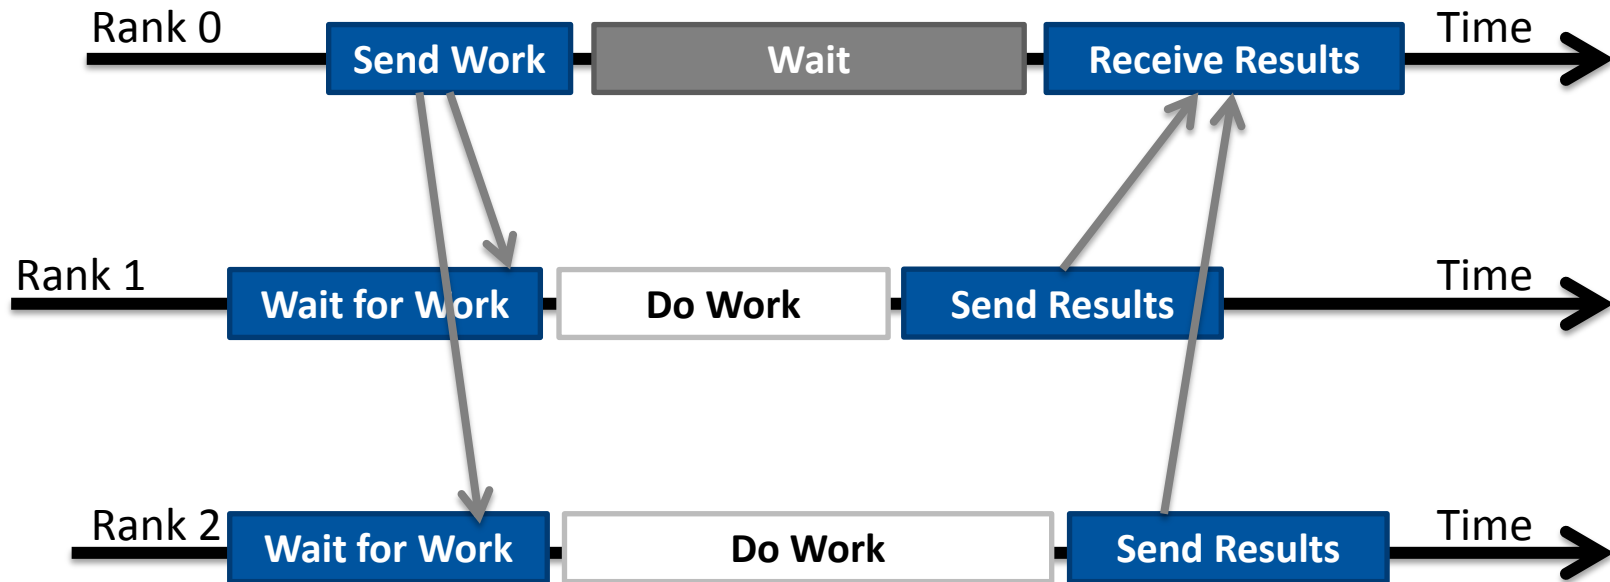 Rank 0
Send Work
Wait
Receive Results
Time
Rank 1
Wait for Work
Do Work
Send Results
Time
Rank 2
Wait for Work
Do Work
Send Results
Time